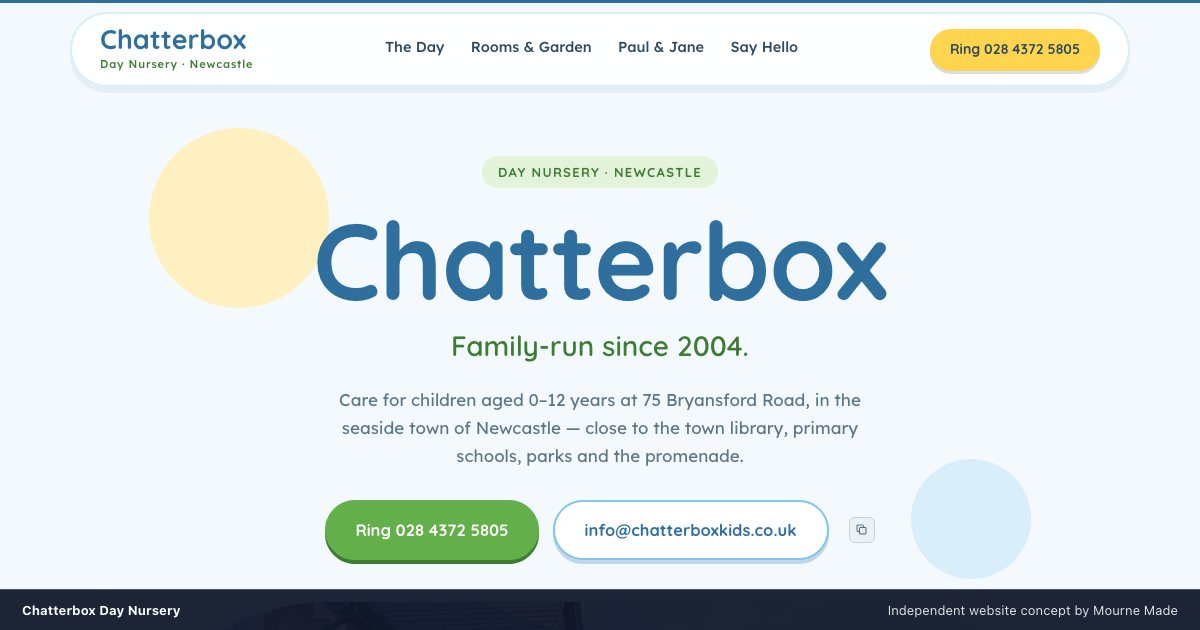 Chatterbox
Day Nursery · Newcastle
The Day
Rooms & Garden
Paul & Jane
Say Hello
Ring 028 4372 5805
DAY NURSERY · NEWCASTLE
Chatterbox
Family-run since 2004.
Care for children aged 0–12 years at 75 Bryansford Road, in the
seaside town of Newcastle — close to the town library, primary
schools, parks and the promenade.
Ring 028 4372 5805
info@chatterboxkids.co.uk
Chatterbox Day Nursery
Independent website concept by Mourne Made